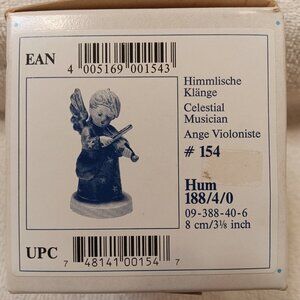 EAN
4 005169 001543
Himmlische
Klänge
Celestial
Musician
Ange Violoniste
# 154
Hum
188/4/0
09-388-40-6
8 cm/3⅛ inch
UPC
7 48141 00154 7